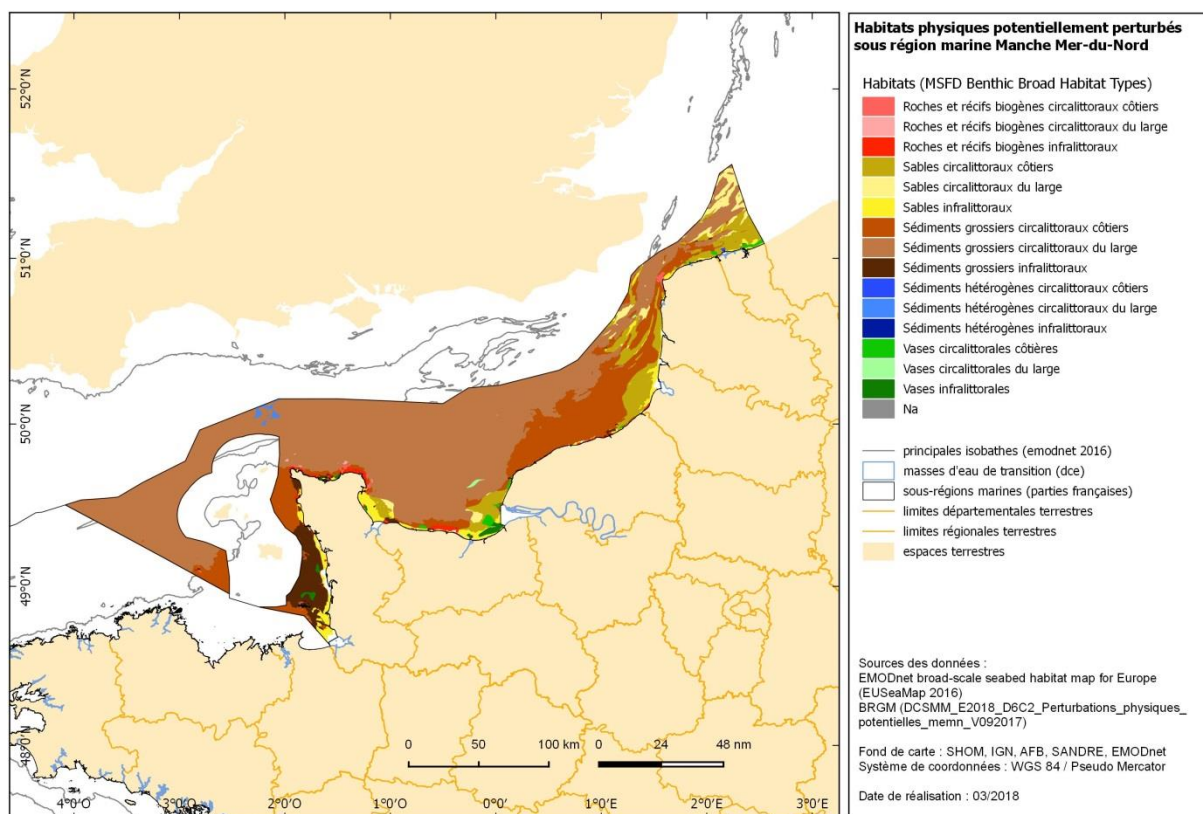 Habitats physiques potentiellement perturbés
sous région marine Manche Mer-du-Nord
Habitats (MSFD Benthic Broad Habitat Types)
Roches et récifs biogènes circalittoraux côtiers
Roches et récifs biogènes circalittoraux du large
Roches et récifs biogènes infralittoraux
Sables circalittoraux côtiers
Sables circalittoraux du large
Sables infralittoraux
Sédiments grossiers circalittoraux côtiers
Sédiments grossiers circalittoraux du large
Sédiments grossiers infralittoraux
Sédiments hétérogènes circalittoraux côtiers
Sédiments hétérogènes circalittoraux du large
Sédiments hétérogènes infralittoraux
Vases circalittorales côtières
Vases circalittorales du large
Vases infralittorales
Na
principales isobathes (emodnet 2016)
masses d'eau de transition (dce)
sous-régions marines (parties françaises)
limites départementales terrestres
limites régionales terrestres
espaces terrestres
Sources des données :
EMODnet broad-scale seabed habitat map for Europe
(EUSeaMap 2016)
BRGM (DCSMM_E2018_D6C2_Perturbations_physiques_
potentielles_memn_V092017)
Fond de carte : SHOM, IGN, AFB, SANDRE, EMODnet
Système de coordonnées : WGS 84 / Pseudo Mercator
Date de réalisation : 03/2018
52°0'N
51°0'N
50°0'N
49°0'N
48°0'N
0 50 100 km
0 24 48 nm
4°0'O 3°0'O 2°0'O 1°0'O 0°0' 1°0'E 2°0'E 3°0'E